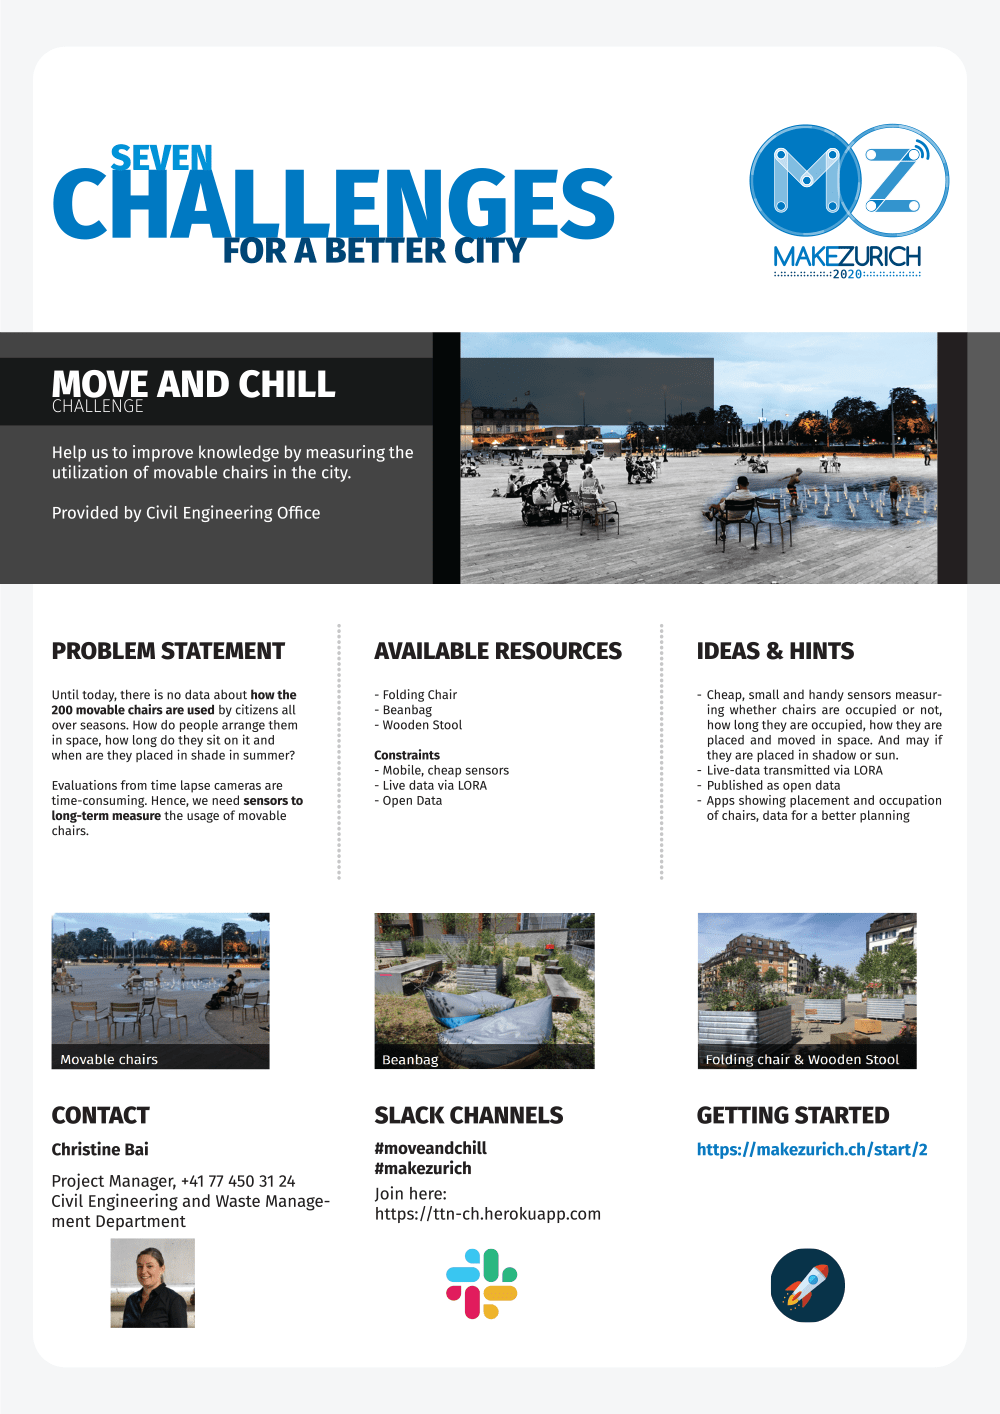 SEVEN
CHALLENGES
FOR A BETTER CITY
MZ
MAKEZURICH
2020
MOVE AND CHILL
CHALLENGE
Help us to improve knowledge by measuring the
utilization of movable chairs in the city.
Provided by Civil Engineering Office
PROBLEM STATEMENT
Until today, there is no data about how the
200 movable chairs are used by citizens all
over seasons. How do people arrange them
in space, how long do they sit on it and
when are they placed in shade in summer?
Evaluations from time lapse cameras are
time-consuming. Hence, we need sensors to
long-term measure the usage of movable
chairs.
AVAILABLE RESOURCES
- Folding Chair
- Beanbag
- Wooden Stool
Constraints
- Mobile, cheap sensors
- Live data via LORA
- Open Data
IDEAS & HINTS
- Cheap, small and handy sensors measur-
ing whether chairs are occupied or not,
how long they are occupied, how they are
placed and moved in space. And may if
they are placed in shadow or sun.
- Live-data transmitted via LORA
- Published as open data
- Apps showing placement and occupation
of chairs, data for a better planning
Movable chairs
Beanbag
Folding chair & Wooden Stool
CONTACT
Christine Bai
Project Manager, +41 77 450 31 24
Civil Engineering and Waste Manage-
ment Department
SLACK CHANNELS
#moveandchill
#makezurich
Join here:
https://ttn-ch.herokuapp.com
GETTING STARTED
https://makezurich.ch/start/2